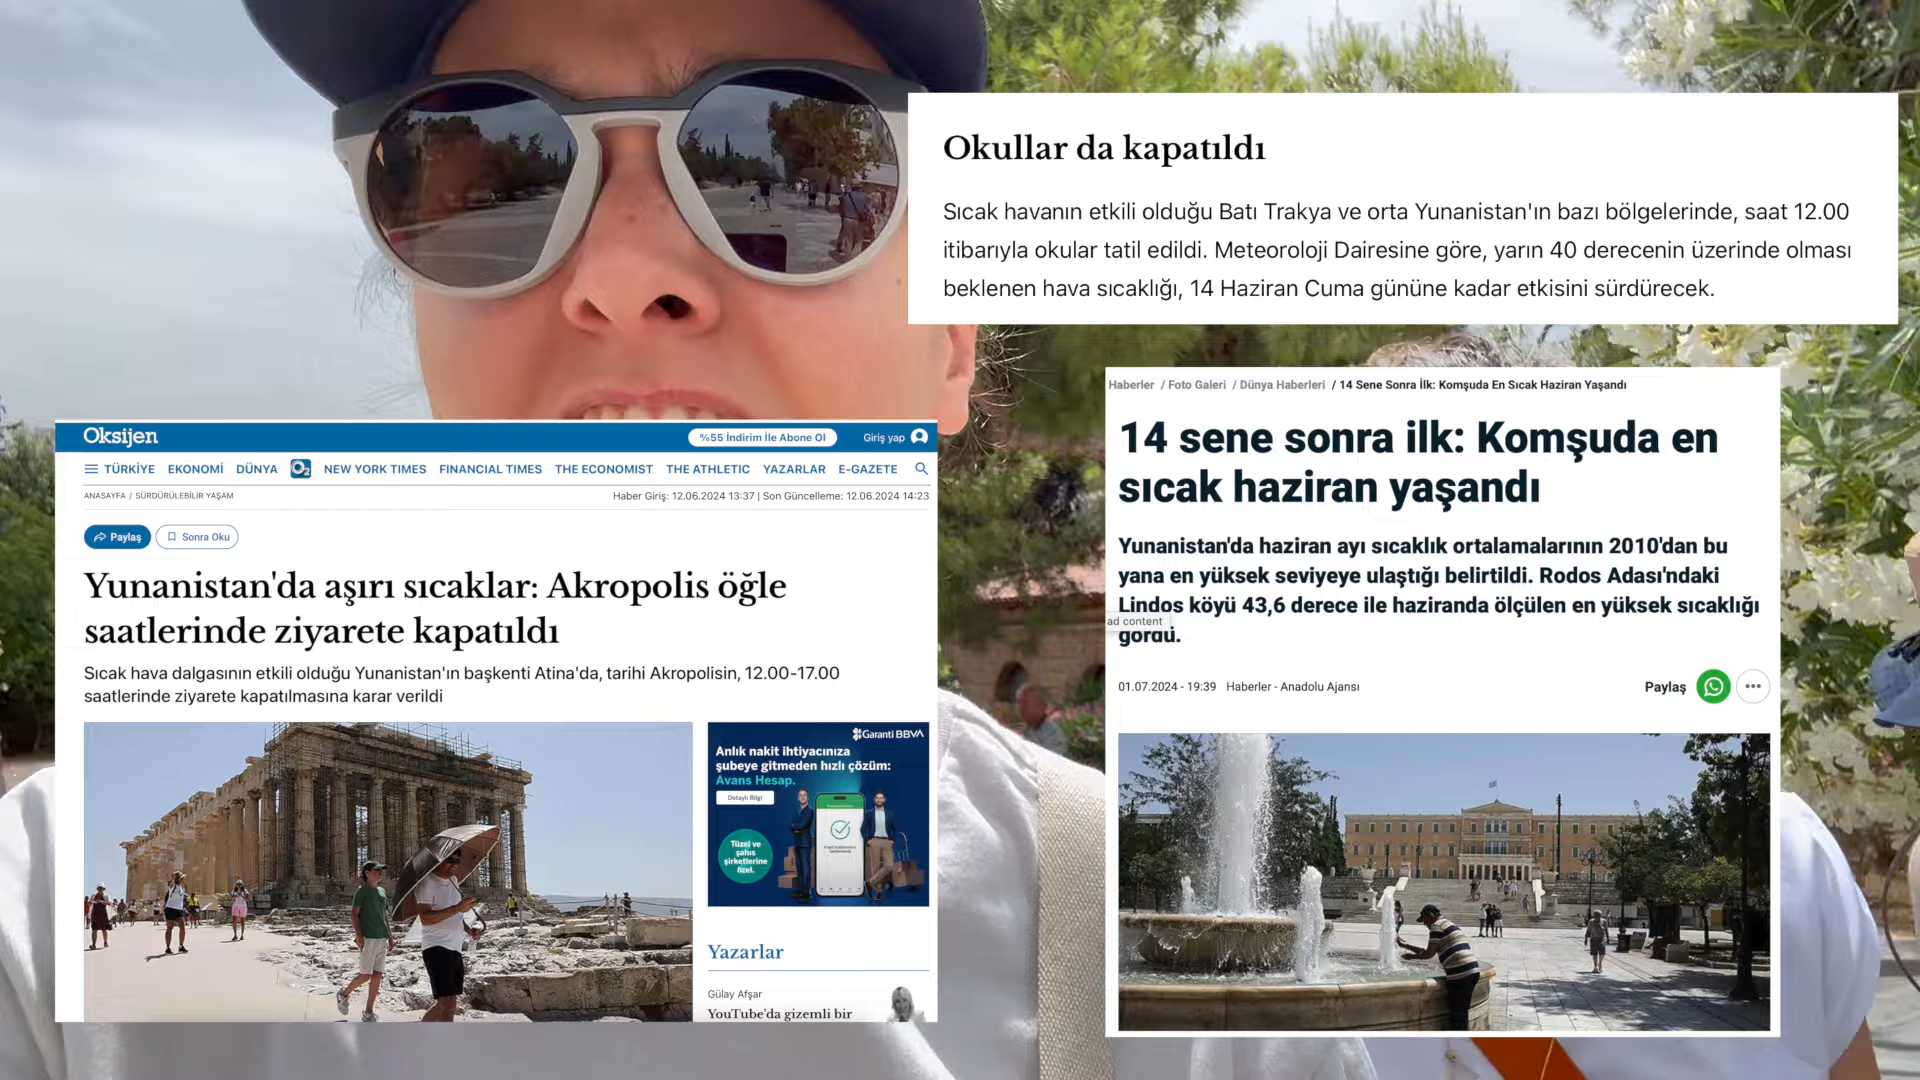 Okullar da kapatıldı
Sıcak havanın etkili olduğu Batı Trakya ve orta Yunanistan'ın bazı bölgelerinde, saat 12.00
itibarıyla okular tatil edildi. Meteoroloji Dairesine göre, yarın 40 derecenin üzerinde olması
beklenen hava sıcaklığı, 14 Haziran Cuma gününe kadar etkisini sürdürecek.
Oksijen
%55 İndirim İle Abone Ol
Giriş yap
TÜRKİYE EKONOMİ DÜNYA O2 NEW YORK TIMES FINANCIAL TIMES THE ECONOMIST THE ATHLETIC YAZARLAR E-GAZETE
ANASAYFA / SÜRDÜRÜLEBİLİR YAŞAM
Haber Giriş: 12.06.2024 13:37 | Son Güncelleme: 12.06.2024 14:23
Paylaş
Sonra Oku
Yunanistan'da aşırı sıcaklar: Akropolis öğle
saatlerinde ziyarete kapatıldı
Sıcak hava dalgasının etkili olduğu Yunanistan'ın başkenti Atina'da, tarihi Akropolisin, 12.00-17.00
saatlerinde ziyarete kapatılmasına karar verildi
Garanti BBVA
Anlık nakit ihtiyacınıza
şubeye gitmeden hızlı çözüm:
Avans Hesap.
Detaylı Bilgi
Tüzel ve
şahıs
şirketlerine
özel.
Yazarlar
Gülay Afşar
YouTube'da gizemli bir
Haberler / Foto Galeri / Dünya Haberleri / 14 Sene Sonra İlk: Komşuda En Sıcak Haziran Yaşandı
14 sene sonra ilk: Komşuda en
sıcak haziran yaşandı
Yunanistan'da haziran ayı sıcaklık ortalamalarının 2010'dan bu
yana en yüksek seviyeye ulaştığı belirtildi. Rodos Adası'ndaki
Lindos köyü 43,6 derece ile haziranda ölçülen en yüksek sıcaklığı
ad content
gördü.
01.07.2024 - 19:39 Haberler - Anadolu Ajansı
Paylaş